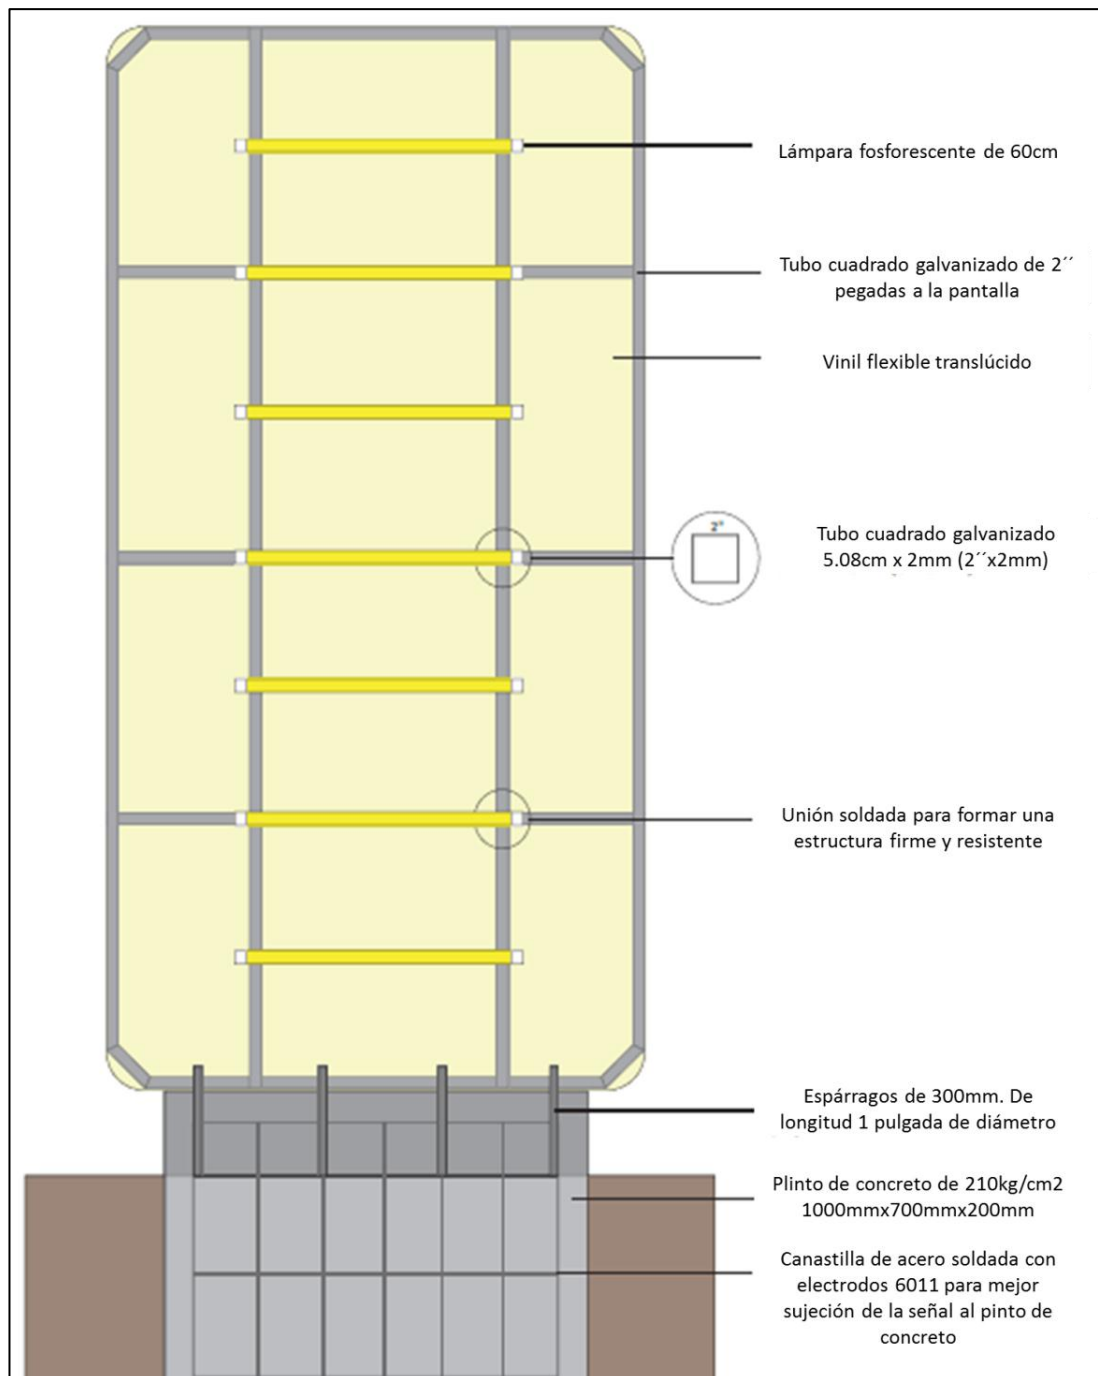 Lámpara fosforescente de 60cm
Tubo cuadrado galvanizado de 2´´
pegadas a la pantalla
Vinil flexible translúcido
2"
Tubo cuadrado galvanizado
5.08cm x 2mm (2´´x2mm)
Unión soldada para formar una
estructura firme y resistente
Espárragos de 300mm. De
longitud 1 pulgada de diámetro
Plinto de concreto de 210kg/cm2
1000mmx700mmx200mm
Canastilla de acero soldada con
electrodos 6011 para mejor
sujeción de la señal al pinto de
concreto